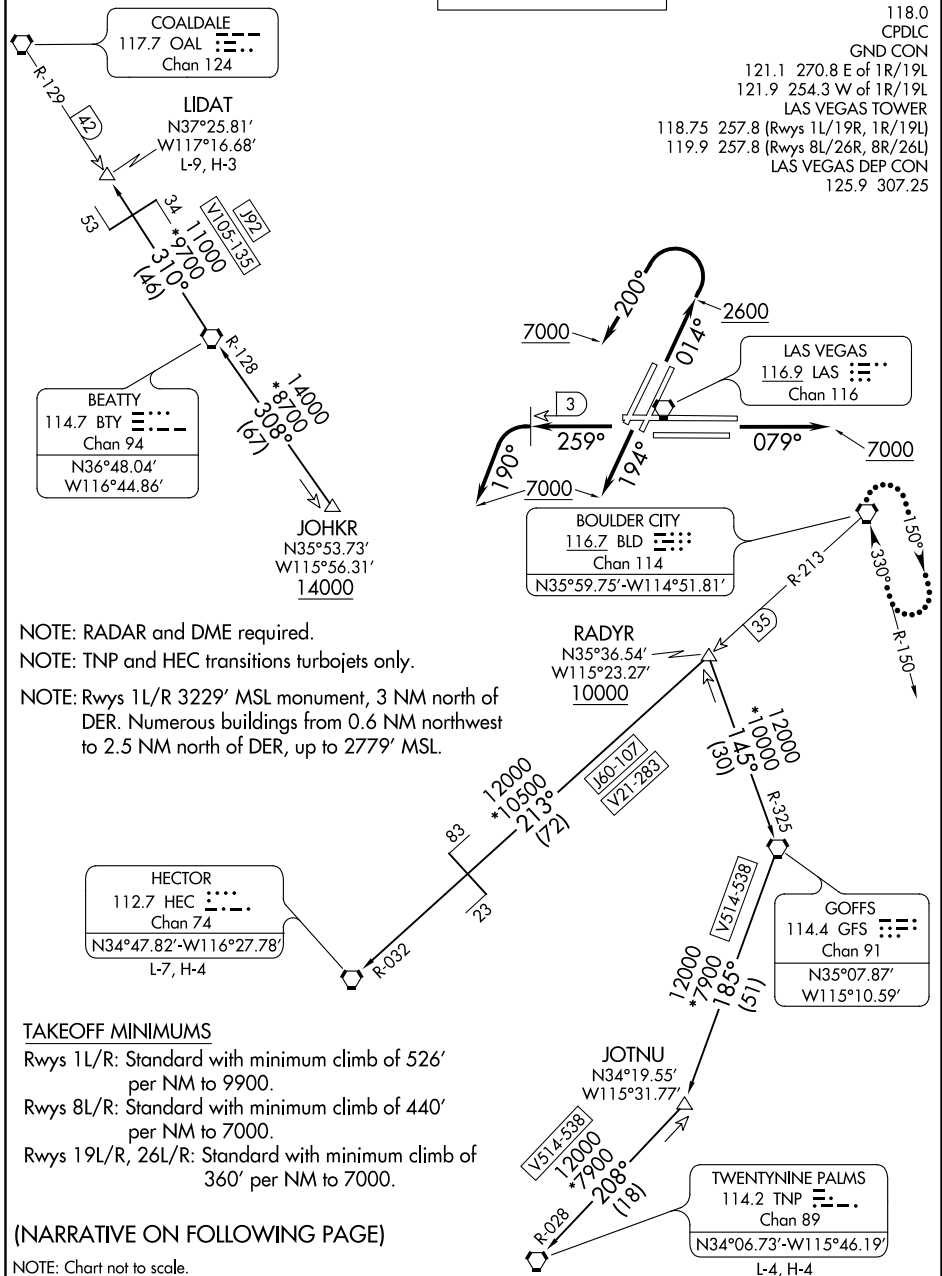 118.0
CPDLC
GND CON
121.1 270.8 E of 1R/19L
121.9 254.3 W of 1R/19L
LAS VEGAS TOWER
118.75 257.8 (Rwys 1L/19R, 1R/19L)
119.9 257.8 (Rwys 8L/26R, 8R/26L)
LAS VEGAS DEP CON
125.9 307.25
COALDALE
117.7 OAL
Chan 124
R-129
42
LIDAT
N37°25.81'
W117°16.68'
L-9, H-3
53
34
J92
V105-135
11000
*9700
310°
(46)
R-128
BEATTY
114.7 BTY
Chan 94
N36°48.04'
W116°44.86'
14000
*8700
308°
(67)
JOHKR
N35°53.73'
W115°56.31'
14000
200°
7000
2600
014°
LAS VEGAS
116.9 LAS
Chan 116
3
259°
079°
7000
190°
194°
7000
BOULDER CITY
116.7 BLD
Chan 114
N35°59.75'-W114°51.81'
150°
330°
R-150
R-213
35
NOTE: RADAR and DME required.
NOTE: TNP and HEC transitions turbojets only.
NOTE: Rwys 1L/R 3229' MSL monument, 3 NM north of
DER. Numerous buildings from 0.6 NM northwest
to 2.5 NM north of DER, up to 2779' MSL.
RADYR
N35°36.54'
W115°23.27'
10000
12000
*10000
145°
(30)
R-325
J60-107
V21-283
12000
*10500
213°
(72)
83
23
R-032
HECTOR
112.7 HEC
Chan 74
N34°47.82'-W116°27.78'
L-7, H-4
GOFFS
114.4 GFS
Chan 91
N35°07.87'
W115°10.59'
V514-538
12000
*7900
185°
(51)
JOTNU
N34°19.55'
W115°31.77'
V514-538
12000
*7900
208°
(18)
R-028
TWENTYNINE PALMS
114.2 TNP
Chan 89
N34°06.73'-W115°46.19'
L-4, H-4
TAKEOFF MINIMUMS
Rwys 1L/R: Standard with minimum climb of 526'
per NM to 9900.
Rwys 8L/R: Standard with minimum climb of 440'
per NM to 7000.
Rwys 19L/R, 26L/R: Standard with minimum climb of
360' per NM to 7000.
(NARRATIVE ON FOLLOWING PAGE)
NOTE: Chart not to scale.